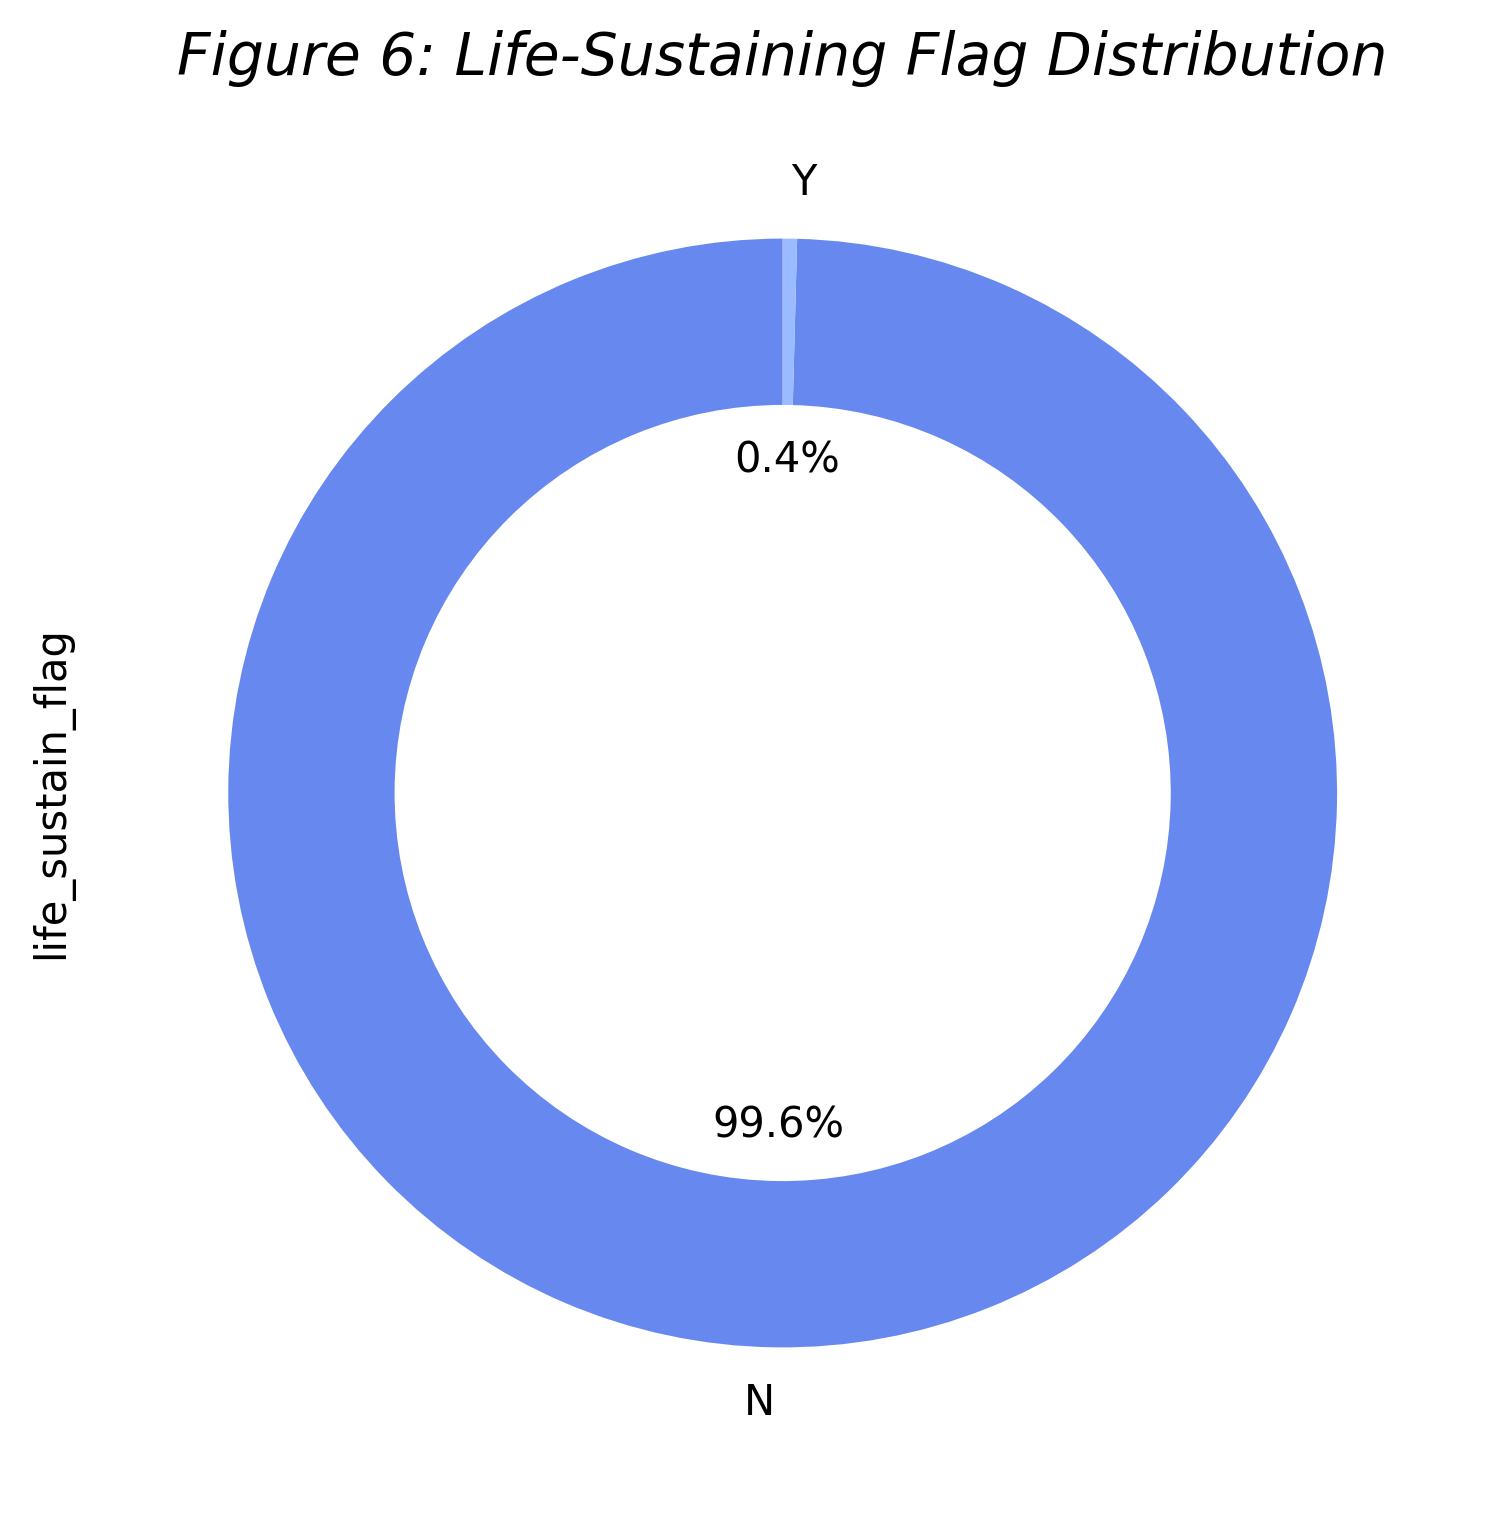 Figure 6: Life-Sustaining Flag Distribution
Y
0.4%
life_sustain_flag
99.6%
N